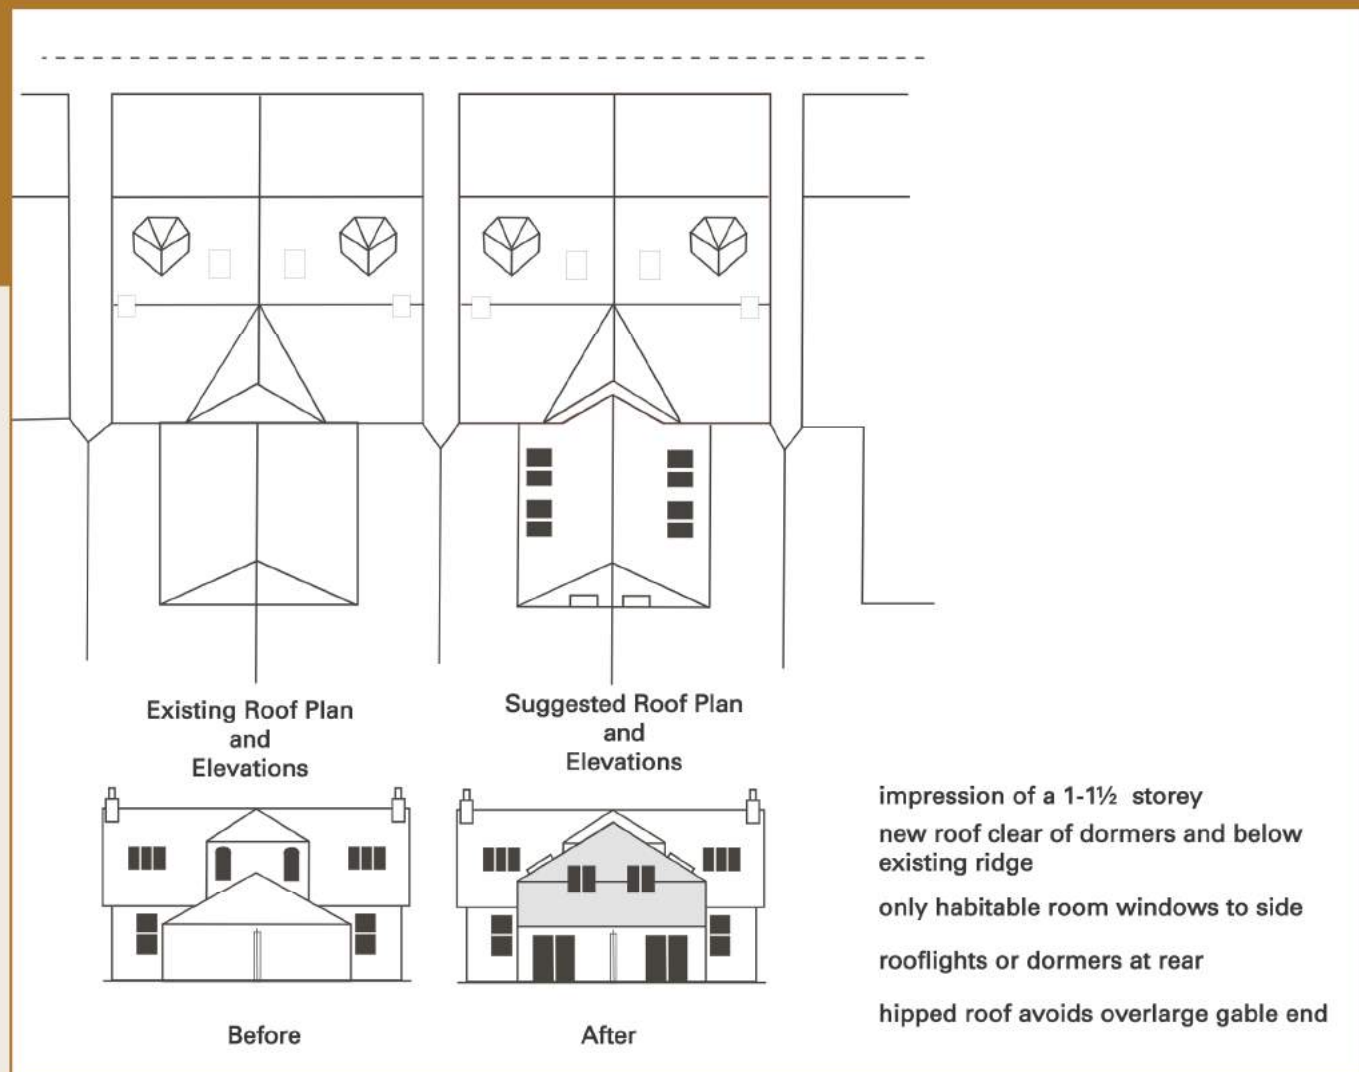 Existing Roof Plan
and
Elevations
Suggested Roof Plan
and
Elevations
Before
After
impression of a 1-1½ storey
new roof clear of dormers and below
existing ridge
only habitable room windows to side
rooflights or dormers at rear
hipped roof avoids overlarge gable end